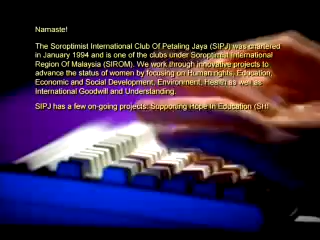 Namaste!
The Soroptimist International Club Of Petaling Jaya (SIPJ) was chartered
in January 1994 and is one of the clubs under Soroptimist International
Region Of Malaysia (SIROM). We work through innovative projects to
advance the status of women by focusing on Human rights, Education,
Economic and Social Development, Environment, Health as well as
International Goodwill and Understanding.
SIPJ has a few on-going projects: Supporting Hope In Education (SHI